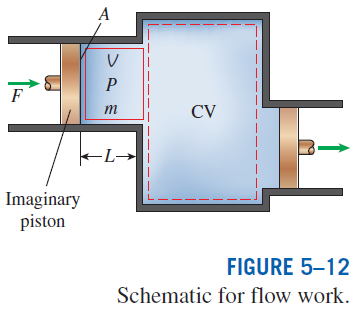 A
V
P
m
F
CV
L
Imaginary
piston
FIGURE 5–12
Schematic for flow work.